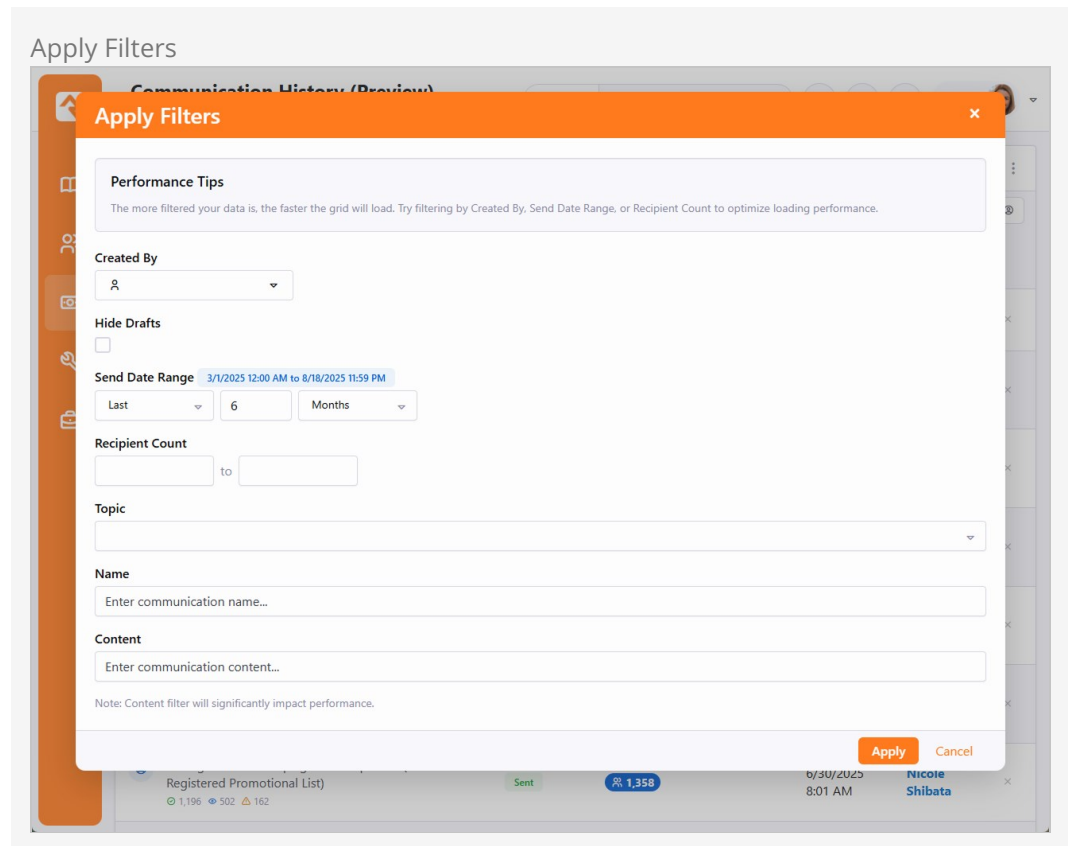 Apply Filters
Communication History (Preview)
Apply Filters
Performance Tips
The more filtered your data is, the faster the grid will load. Try filtering by Created By, Send Date Range, or Recipient Count to optimize loading performance.
Created By
Hide Drafts
Send Date Range 3/1/2025 12:00 AM to 8/18/2025 11:59 PM
Last 6 Months
Recipient Count
to
Topic
Name
Enter communication name...
Content
Enter communication content...
Note: Content filter will significantly impact performance.
Apply Cancel
Registered Promotional List) Sent 1,358 6/30/2025 Nicole
1,196 502 162 8:01 AM Shibata